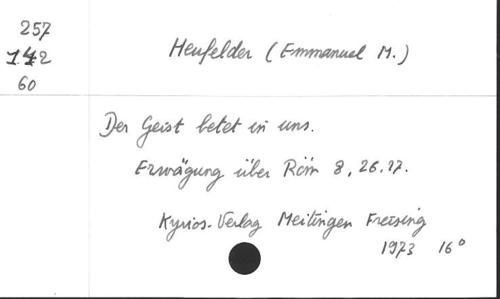 257
142
60
Heufelder (Emmanuel M.)
Der Geist betet in uns.
Erwägung über Röm 8, 26.27.
Kyrios-Verlag Meitingen Freising
1973 16°